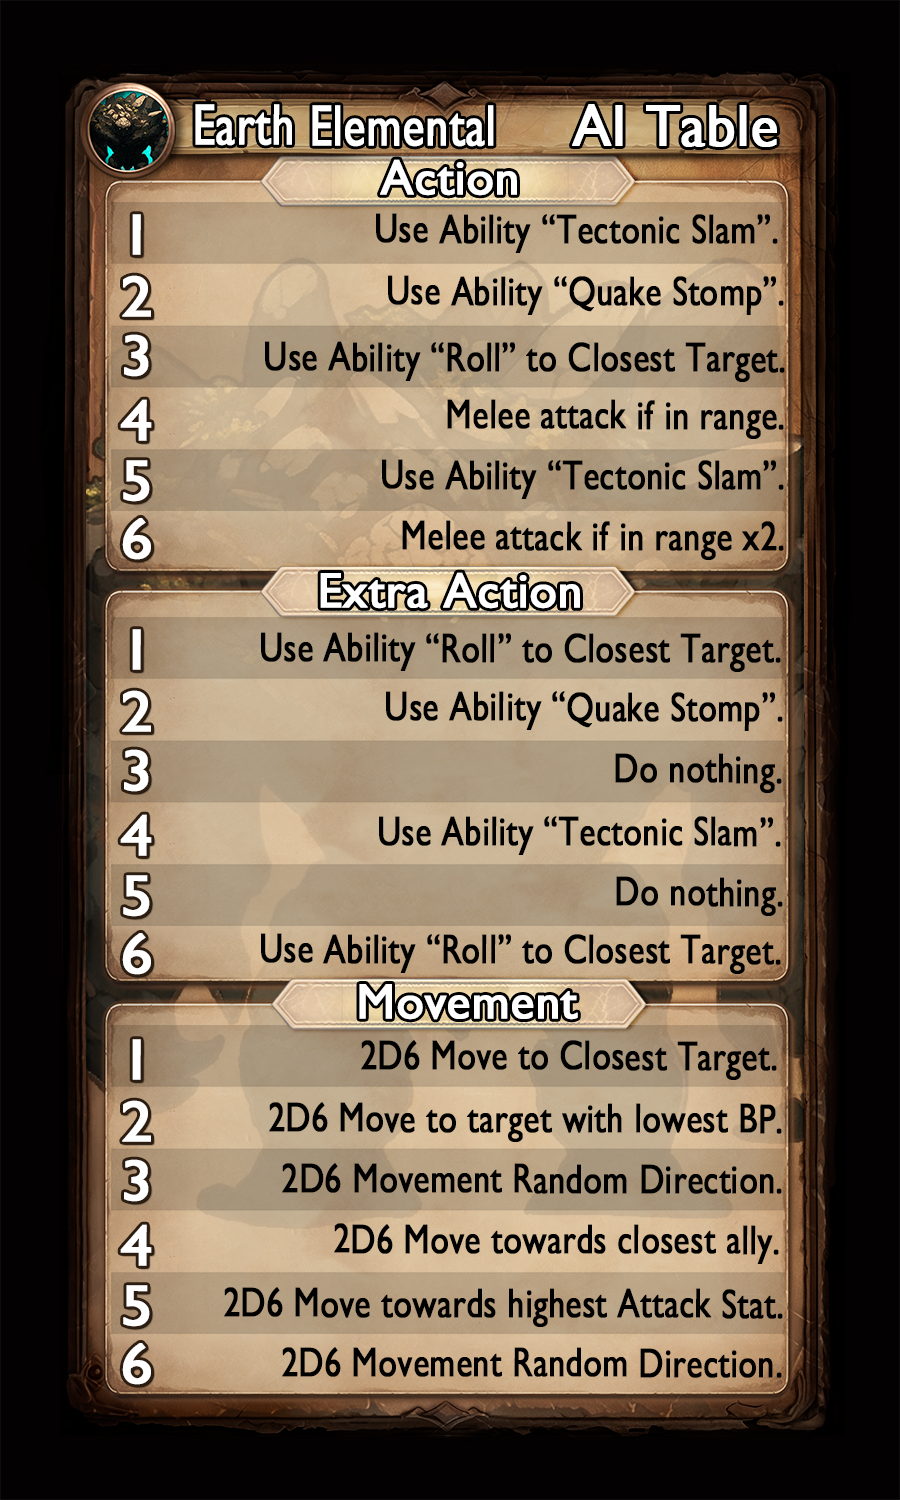 Earth Elemental AI Table
Action
1 Use Ability “Tectonic Slam”.
2 Use Ability “Quake Stomp”.
3 Use Ability “Roll” to Closest Target.
4 Melee attack if in range.
5 Use Ability “Tectonic Slam”.
6 Melee attack if in range x2.
Extra Action
1 Use Ability “Roll” to Closest Target.
2 Use Ability “Quake Stomp”.
3 Do nothing.
4 Use Ability “Tectonic Slam”.
5 Do nothing.
6 Use Ability “Roll” to Closest Target.
Movement
1 2D6 Move to Closest Target.
2 2D6 Move to target with lowest BP.
3 2D6 Movement Random Direction.
4 2D6 Move towards closest ally.
5 2D6 Move towards highest Attack Stat.
6 2D6 Movement Random Direction.